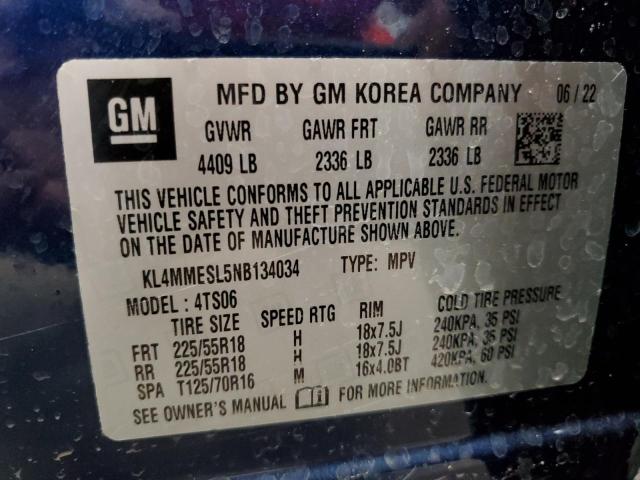 GM
MFD BY GM KOREA COMPANY 06/22
GVWR GAWR FRT GAWR RR
4409 LB 2336 LB 2336 LB
THIS VEHICLE CONFORMS TO ALL APPLICABLE U.S. FEDERAL MOTOR
VEHICLE SAFETY AND THEFT PREVENTION STANDARDS IN EFFECT
ON THE DATE OF MANUFACTURE SHOWN ABOVE.
KL4MMESL5NB134034 TYPE: MPV
MODEL: 4TS06
TIRE SIZE SPEED RTG RIM COLD TIRE PRESSURE
FRT 225/55R18 H 18x7.5J 240KPA, 35 PSI
RR 225/55R18 H 18x7.5J 240KPA, 35 PSI
SPA T125/70R16 M 16x4.0BT 420KPA, 60 PSI
SEE OWNER'S MANUAL FOR MORE INFORMATION.